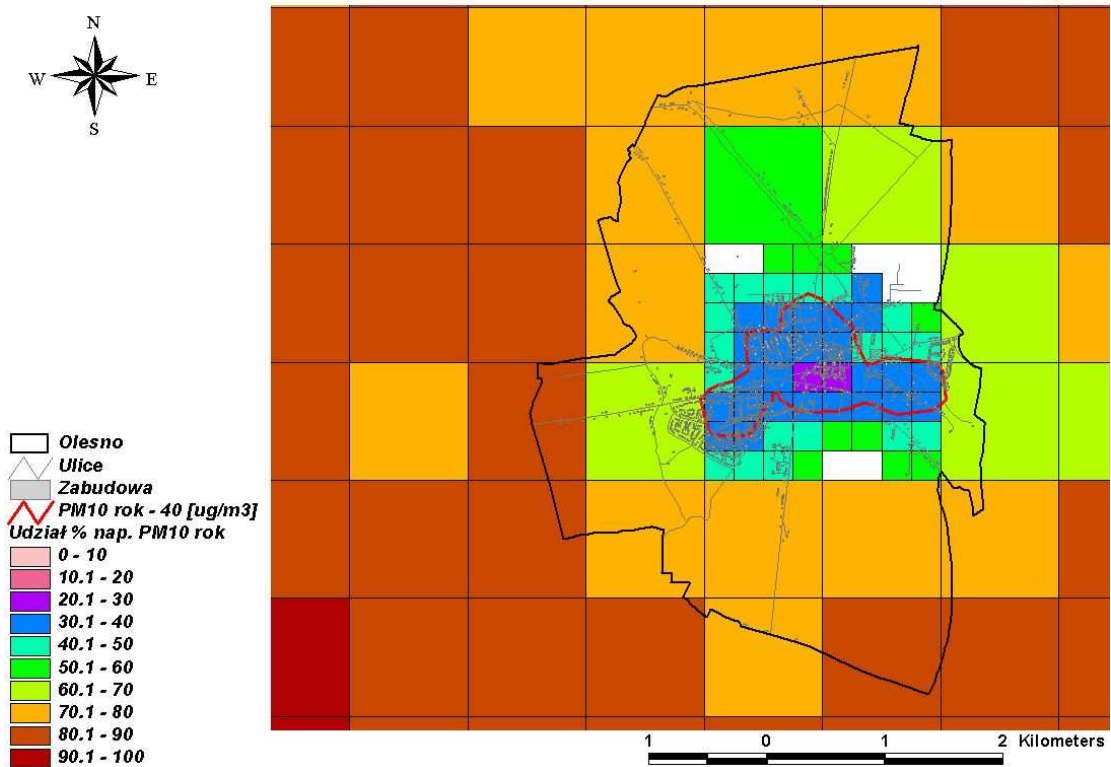 N
W E
S
Olesno
Ulice
Zabudowa
PM10 rok - 40 [ug/m3]
Udział % nap. PM10 rok
0 - 10
10.1 - 20
20.1 - 30
30.1 - 40
40.1 - 50
50.1 - 60
60.1 - 70
70.1 - 80
80.1 - 90
90.1 - 100
1 0 1 2 Kilometers